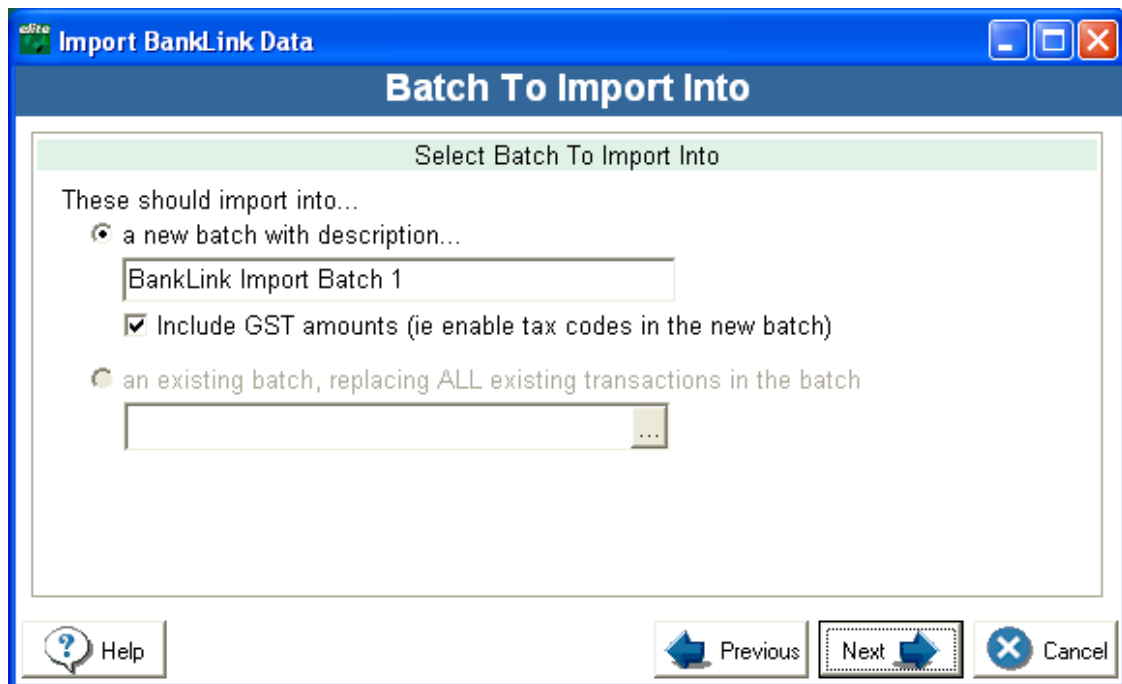 elite
Import BankLink Data
Batch To Import Into
Select Batch To Import Into
These should import into...
a new batch with description...
BankLink Import Batch 1
Include GST amounts (ie enable tax codes in the new batch)
an existing batch, replacing ALL existing transactions in the batch
...
Help
Previous
Next
Cancel